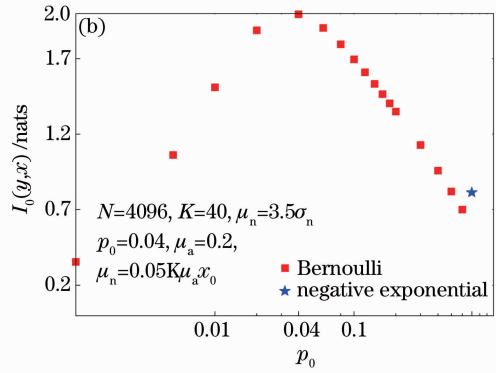 (b)
2.0
1.7
1.2
0.7
0.2
I₀(y,x) /nats
N=4096, K=40, μₙ=3.5σₙ
p₀=0.04, μₐ=0.2,
μₙ=0.05Kμₐx₀
Bernoulli
negative exponential
0.01 0.04 0.1
p₀